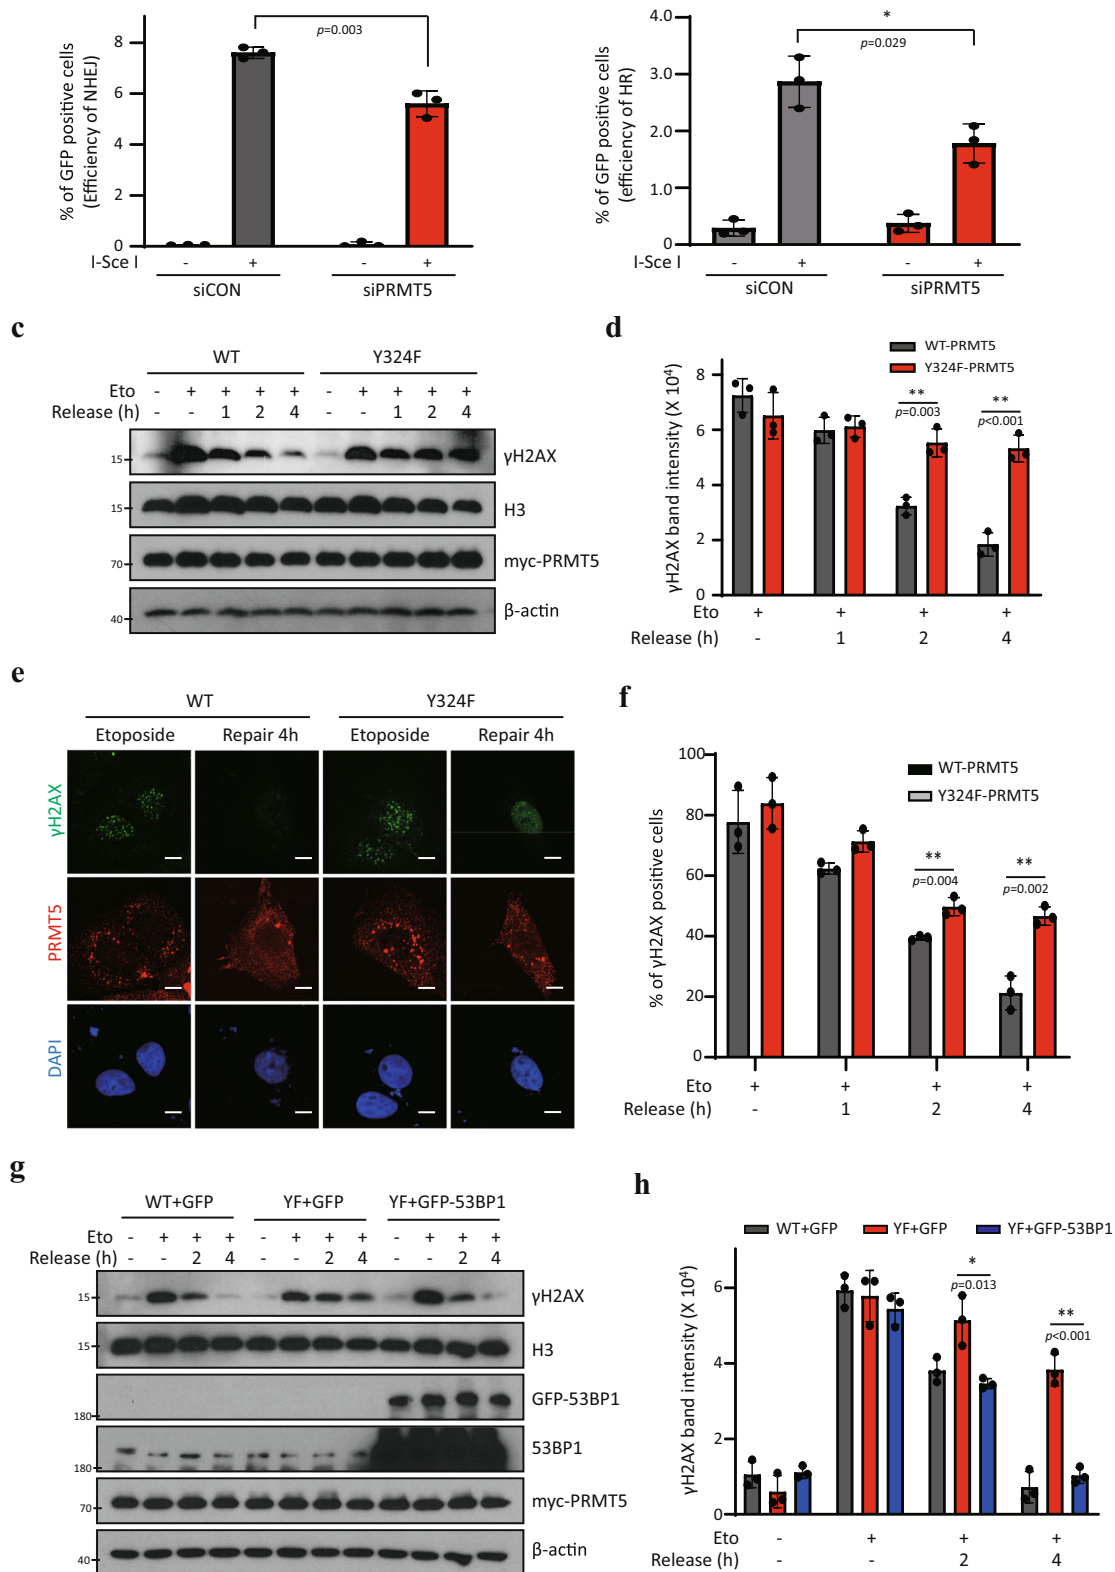 % of GFP positive cells
(Efficiency of NHEJ)
8
6
4
2
0
p=0.003
I-Sce I - + - +
siCON siPRMT5
% of GFP positive cells
(efficiency of HR)
4.0
3.0
2.0
1.0
0
*
p=0.029
I-Sce I - + - +
siCON siPRMT5
c
WT Y324F
Eto - + + + + - + + + +
Release (h) - - 1 2 4 - - 1 2 4
15 γH2AX
15 H3
70 myc-PRMT5
40 β-actin
d
WT-PRMT5
Y324F-PRMT5
γH2AX band intensity (X 10⁴)
8
6
4
2
0
**
p=0.003
**
p<0.001
Eto + + + +
Release (h) - 1 2 4
e
WT Y324F
Etoposide Repair 4h Etoposide Repair 4h
γH2AX
PRMT5
DAPI
f
WT-PRMT5
Y324F-PRMT5
% of γH2AX positive cells
100
80
60
40
20
0
**
p=0.004
**
p=0.002
Eto + + + +
Release (h) - 1 2 4
g
WT+GFP YF+GFP YF+GFP-53BP1
Eto - + + + - + + + - + + +
Release (h) - - 2 4 - - 2 4 - - 2 4
15 γH2AX
15 H3
180 GFP-53BP1
180 53BP1
70 myc-PRMT5
40 β-actin
h
WT+GFP YF+GFP YF+GFP-53BP1
γH2AX band intensity (X 10⁴)
6
4
2
0
*
p=0.013
**
p<0.001
Eto - + + +
Release (h) - - 2 4